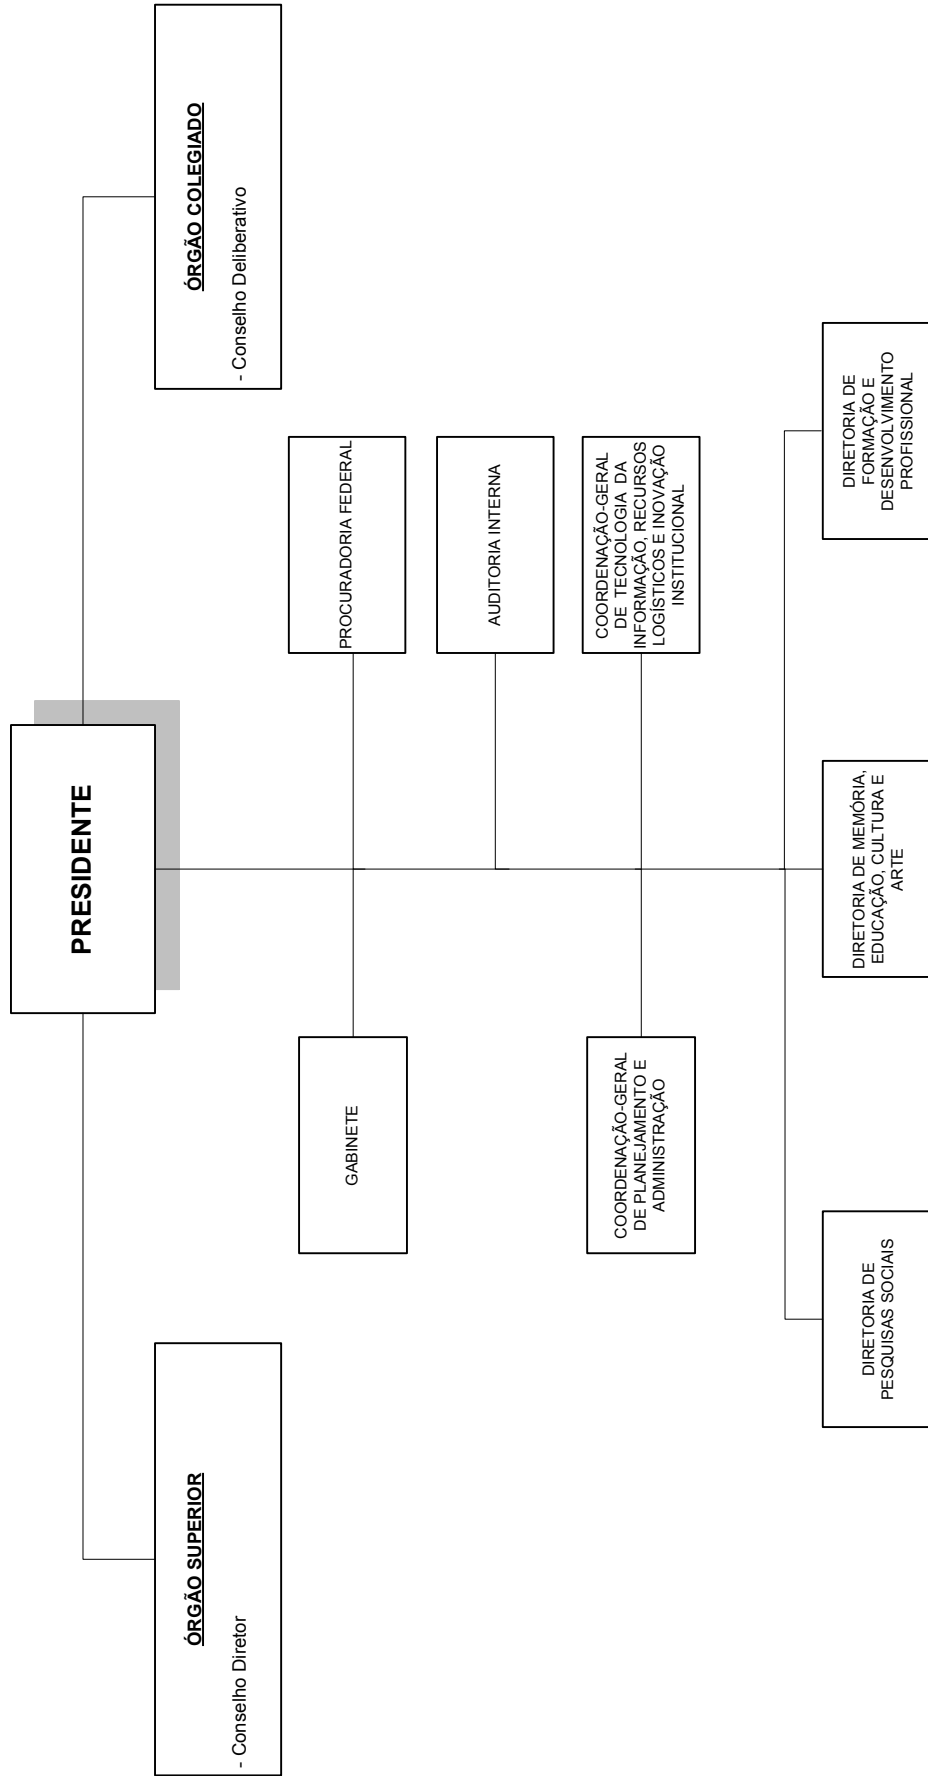 PRESIDENTE
ÓRGÃO SUPERIOR
- Conselho Diretor
ÓRGÃO COLEGIADO
- Conselho Deliberativo
GABINETE
PROCURADORIA FEDERAL
AUDITORIA INTERNA
COORDENAÇÃO-GERAL
DE PLANEJAMENTO E
ADMINISTRAÇÃO
COORDENAÇÃO-GERAL
DE TECNOLOGIA DA
INFORMAÇÃO, RECURSOS
LOGÍSTICOS E INOVAÇÃO
INSTITUCIONAL
DIRETORIA DE
PESQUISAS SOCIAIS
DIRETORIA DE MEMÓRIA,
EDUCAÇÃO, CULTURA E
ARTE
DIRETORIA DE
FORMAÇÃO E
DESENVOLVIMENTO
PROFISSIONAL